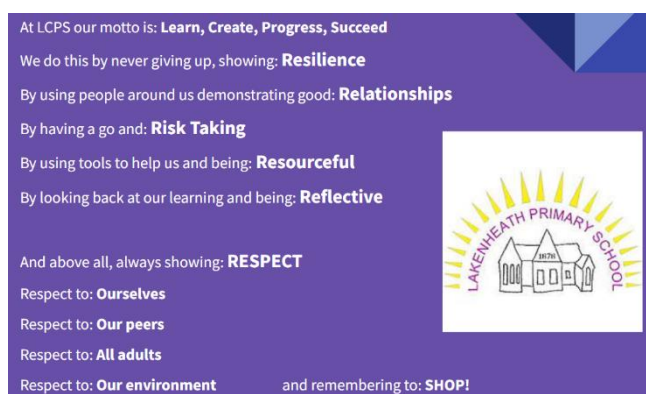 At LCPS our motto is: Learn, Create, Progress, Succeed
We do this by never giving up, showing: Resilience
By using people around us demonstrating good: Relationships
By having a go and: Risk Taking
By using tools to help us and being: Resourceful
By looking back at our learning and being: Reflective
LAKENHEATH PRIMARY SCHOOL
And above all, always showing: RESPECT
Respect to: Ourselves
Respect to: Our peers
Respect to: All adults
Respect to: Our environment and remembering to: SHOP!